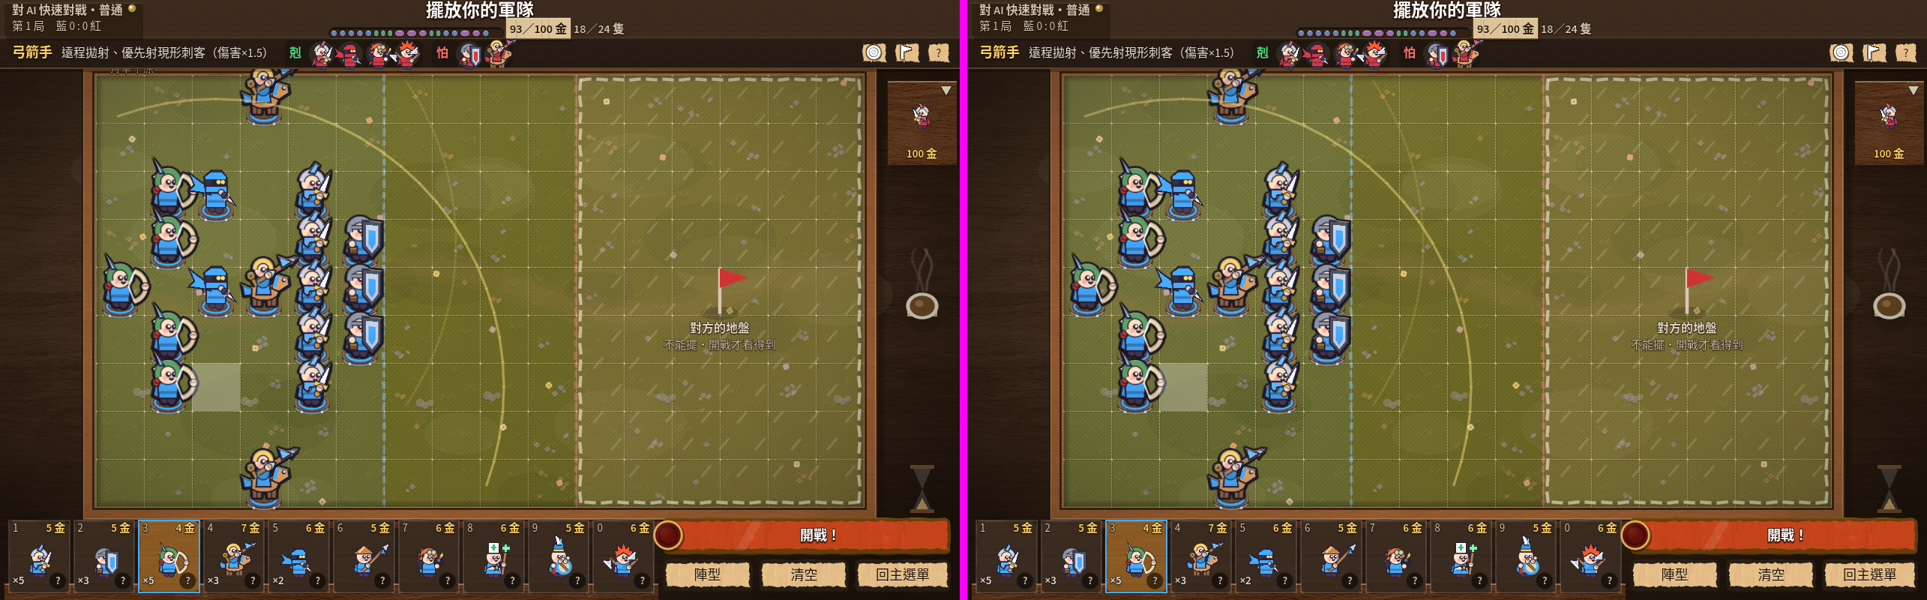 對 AI 快速對戰・普通
第 1 局 藍 0 : 0 紅
擺放你的軍隊
93／100 金
18／24 隻
弓箭手 遠程拋射、優先射現形刺客（傷害×1.5） 剋 怕
?
100 金
對方的地盤
不能擺・開戰才看得到
1 5 金 ×5 ?
2 5 金 ×3 ?
3 4 金 ×5 ?
4 7 金 ×3 ?
5 6 金 ×2 ?
6 5 金 ?
7 6 金 ?
8 6 金 ?
9 5 金 ?
0 6 金 ?
開戰！
陣型
清空
回主選單
對 AI 快速對戰・普通
第 1 局 藍 0 : 0 紅
擺放你的軍隊
93／100 金
18／24 隻
弓箭手 遠程拋射、優先射現形刺客（傷害×1.5） 剋 怕
?
100 金
對方的地盤
不能擺・開戰才看得到
1 5 金 ×5 ?
2 5 金 ×3 ?
3 4 金 ×5 ?
4 7 金 ×3 ?
5 6 金 ×2 ?
6 5 金 ?
7 6 金 ?
8 6 金 ?
9 5 金 ?
0 6 金 ?
開戰！
陣型
清空
回主選單